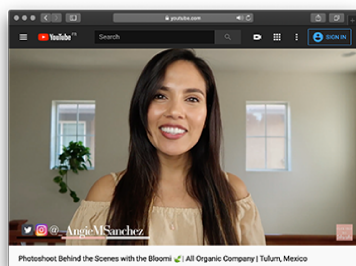 youtube.com
YouTube
Search
SIGN IN
@_AngieMSanchez
Photoshoot Behind the Scenes with the Bloomi 🌿| All Organic Company | Tulum, Mexico